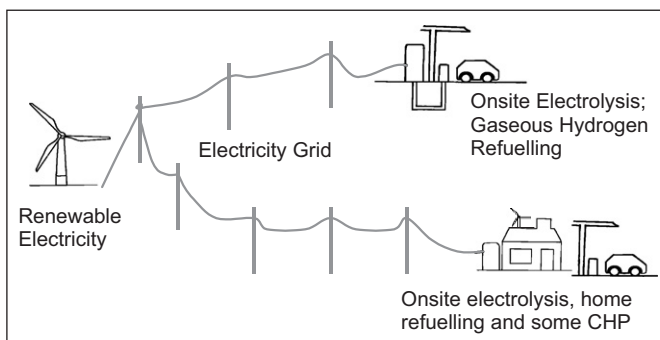 Onsite Electrolysis;
Gaseous Hydrogen
Refuelling
Electricity Grid
Renewable
Electricity
Onsite electrolysis, home
refuelling and some CHP